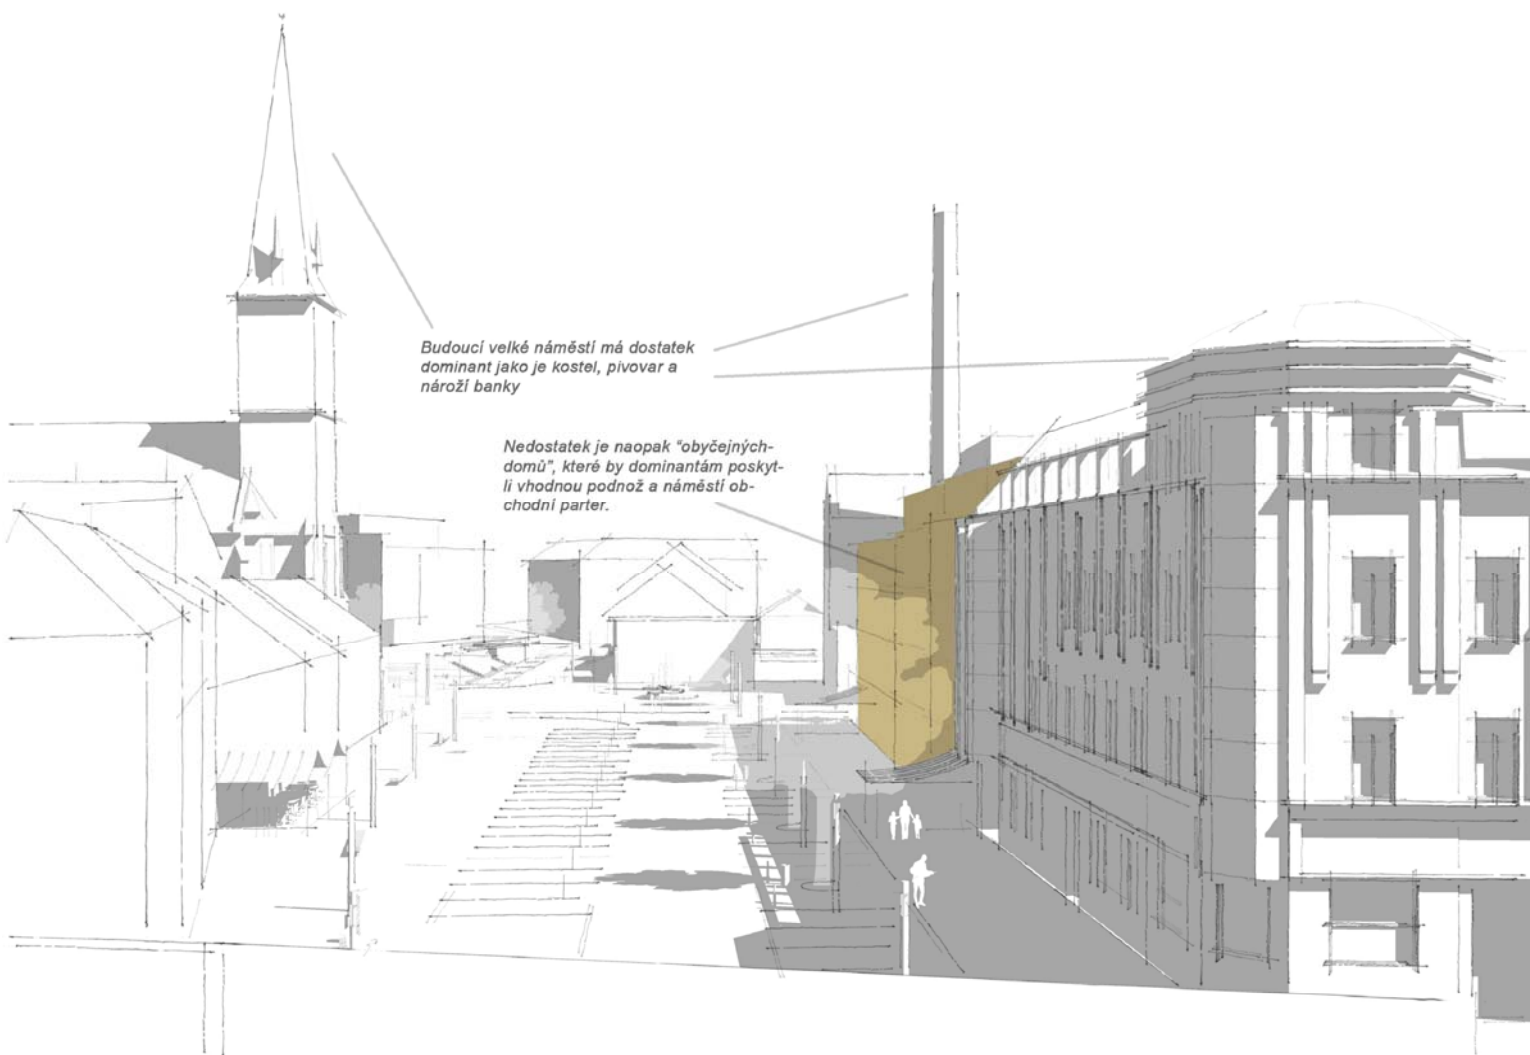 Budoucí velké náměstí má dostatek
dominant jako je kostel, pivovar a
nároží banky
Nedostatek je naopak “obyčejných-
domů”, které by dominantám poskyt-
li vhodnou podnož a náměstí ob-
chodní parter.